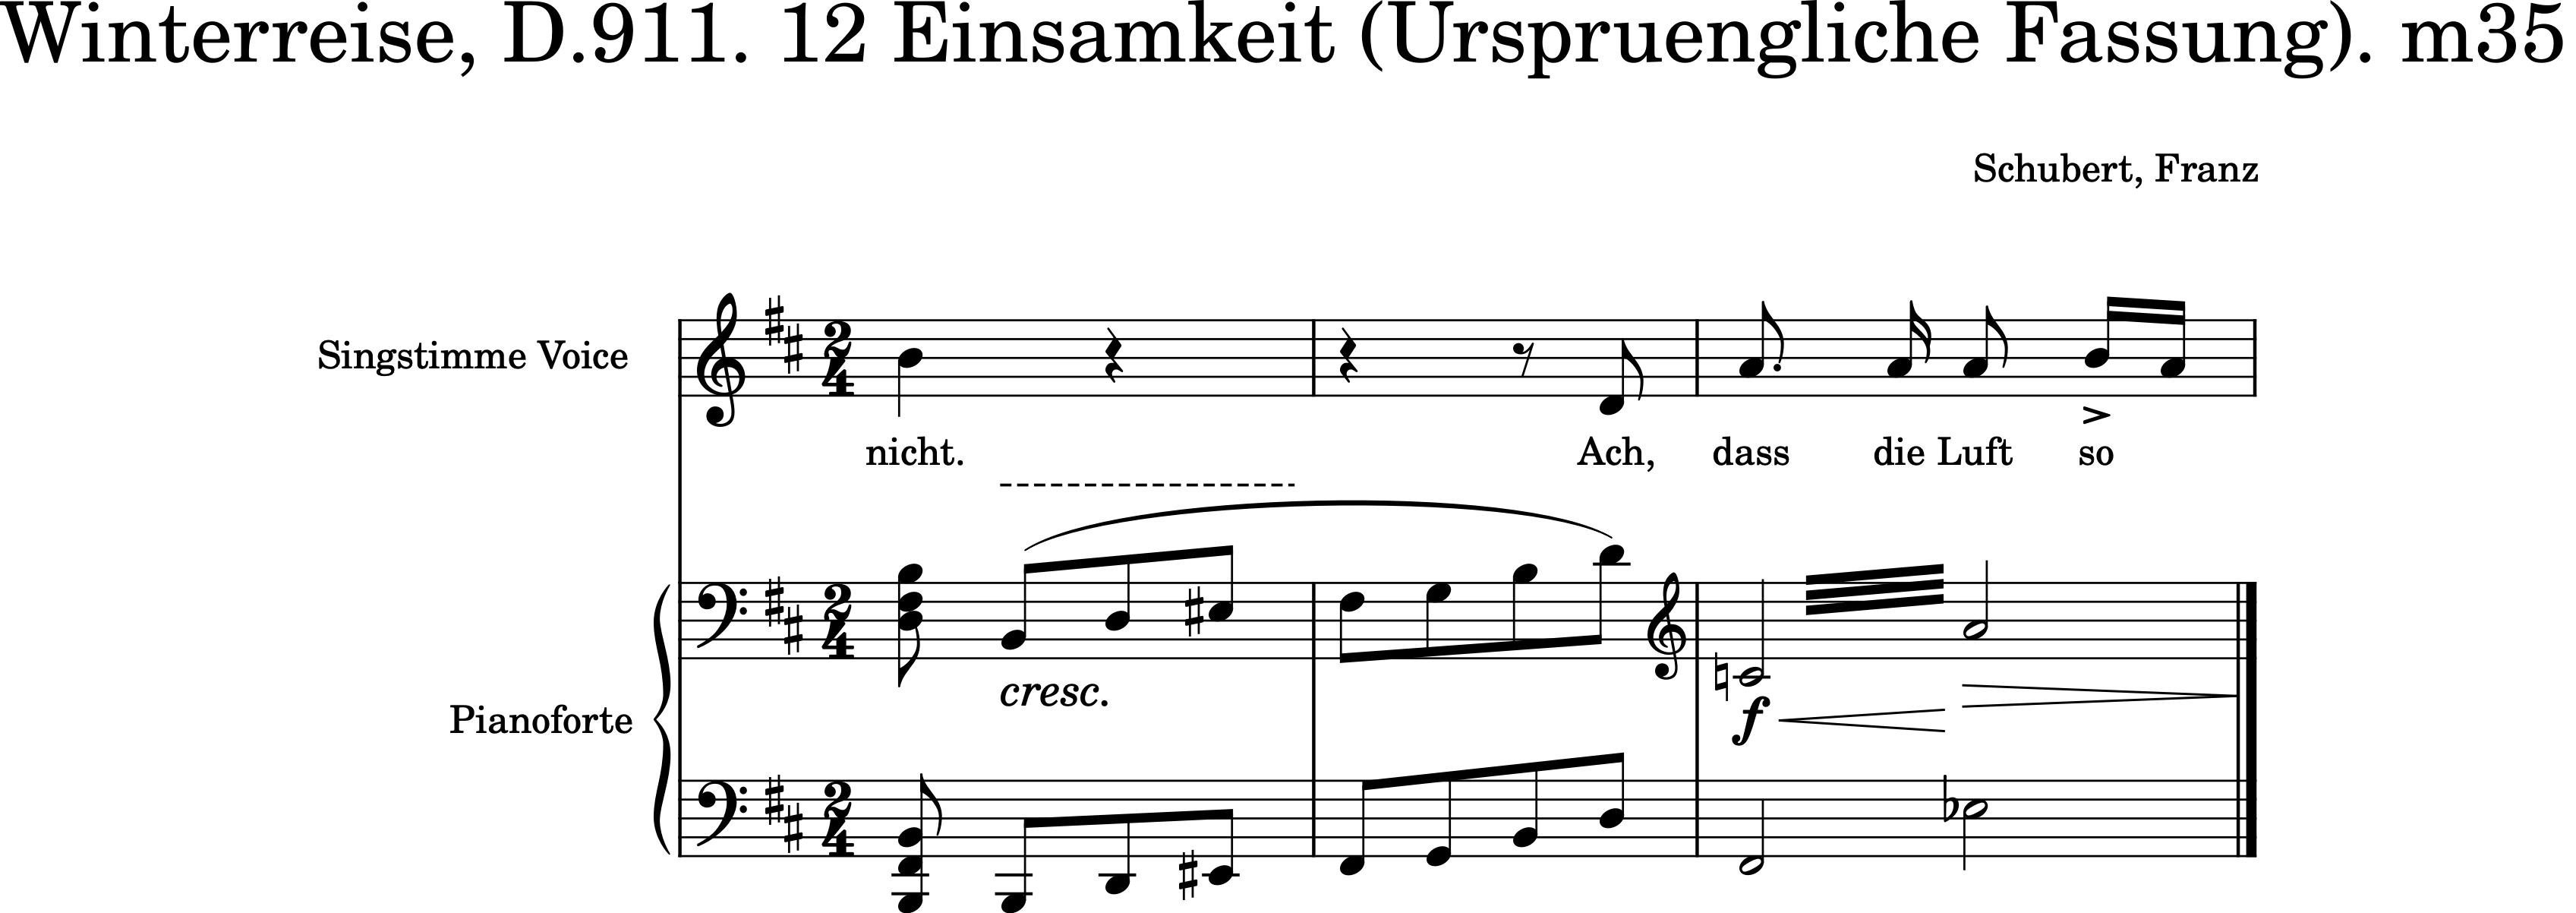 Winterreise, D.911. 12 Einsamkeit (Urspruengliche Fassung). m35
Schubert, Franz
Singstimme Voice
nicht. Ach, dass die Luft so
cresc.
Pianoforte
f